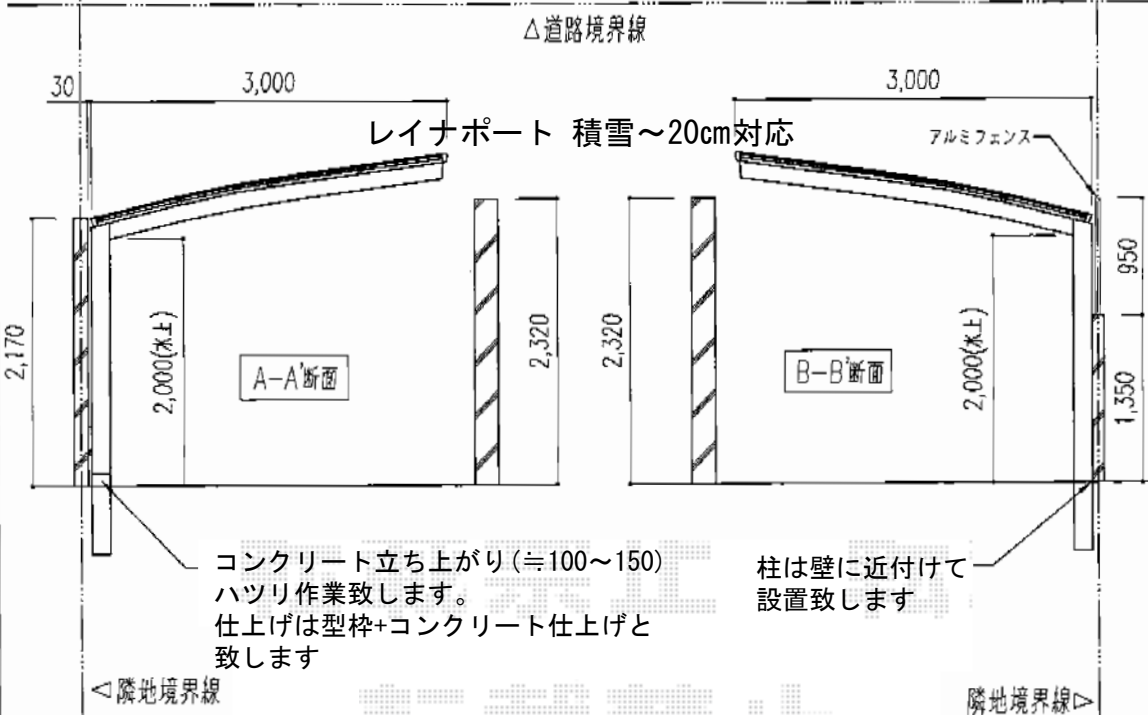 △道路境界線
30
3,000
3,000
レイナポート 積雪～20cm対応
アルミフェンス
2,170
2,000(水上)
A-A'断面
2,320
2,320
B-B'断面
2,000(水上)
950
1,350
コンクリート立ち上がり(≒100～150)
ハツリ作業致します。
仕上げは型枠+コンクリート仕上げと
致します
柱は壁に近付けて
設置致します
◁隣地境界線
隣地境界線▷